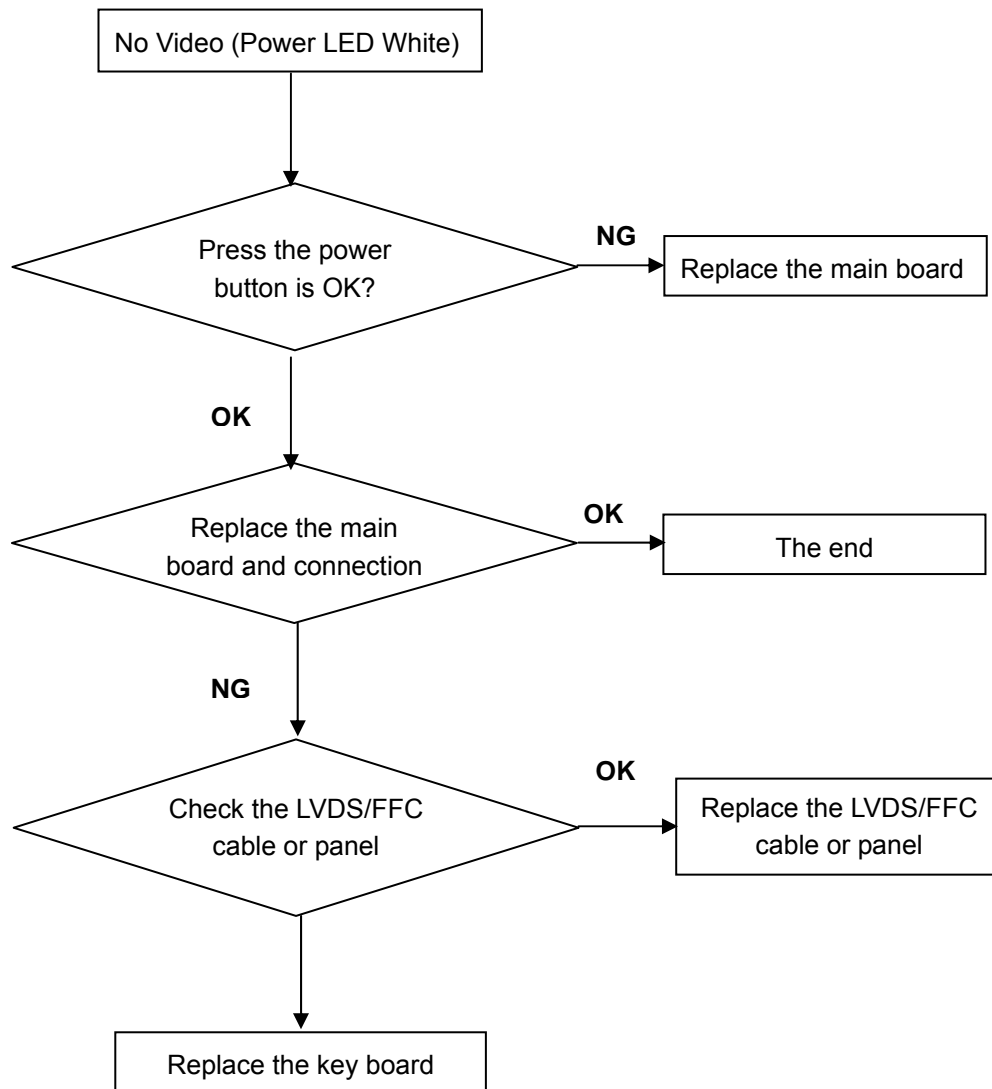 No Video (Power LED White)
Press the power
button is OK?
NG
Replace the main board
OK
Replace the main
board and connection
OK
The end
NG
Check the LVDS/FFC
cable or panel
OK
Replace the LVDS/FFC
cable or panel
Replace the key board